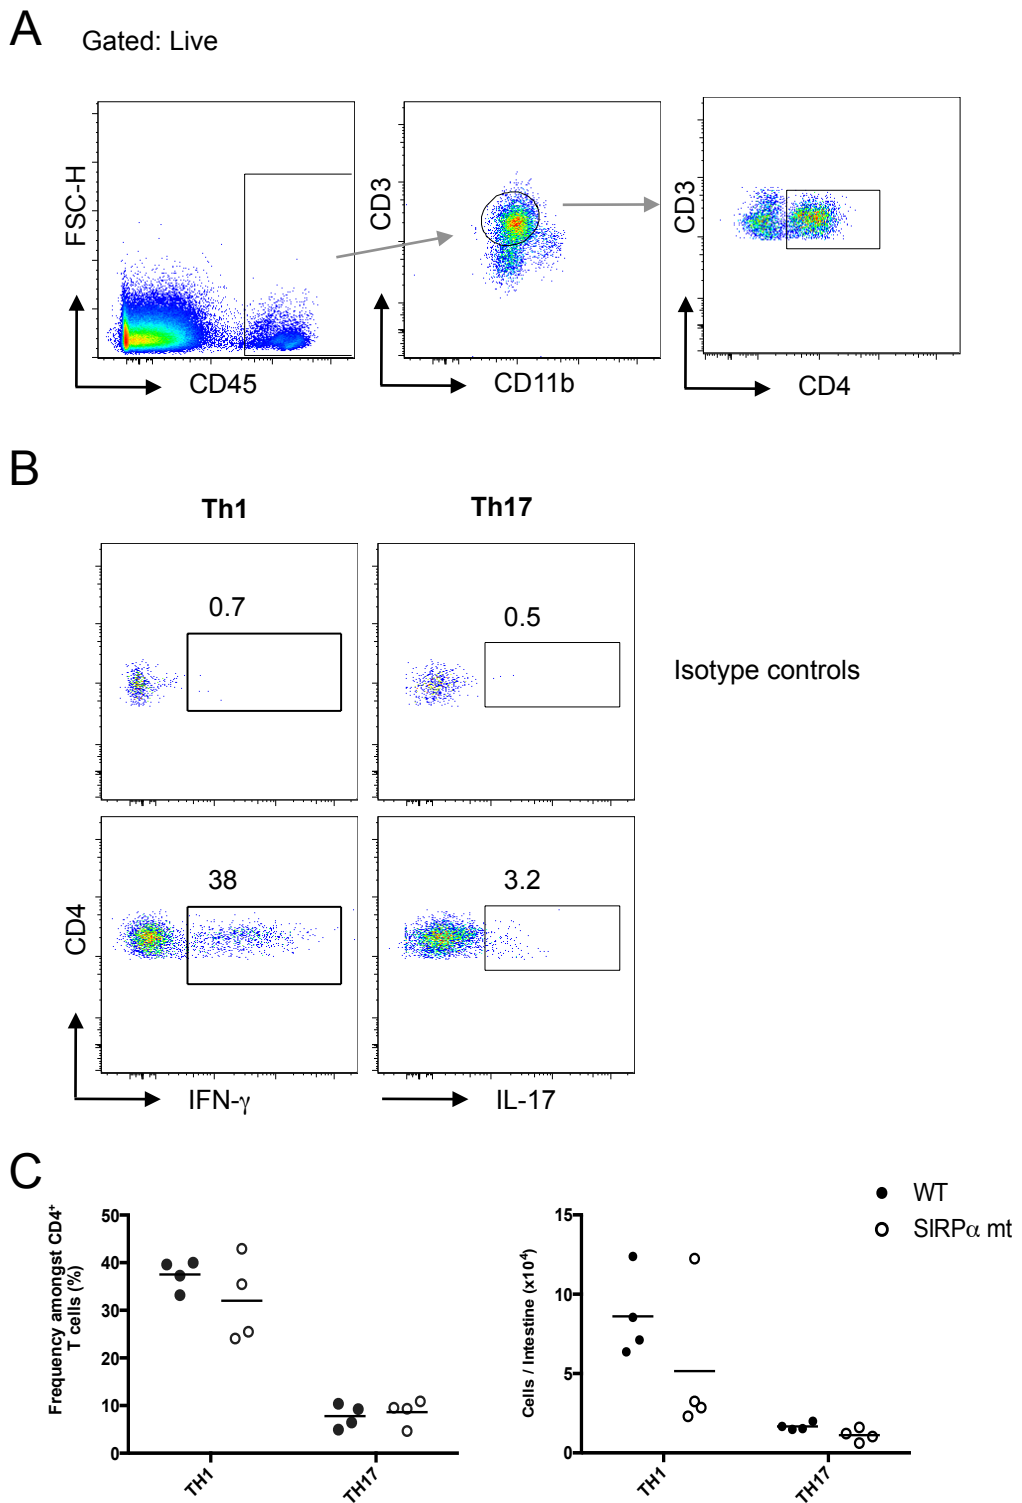 A
Gated: Live
FSC-H
CD45
CD3
CD11b
CD3
CD4
B
Th1
Th17
0.7
0.5
Isotype controls
38
3.2
CD4
IFN-γ
IL-17
C
WT
SIRPα mt
Frequency amongst CD4⁺
T cells (%)
50
40
30
20
10
0
TH1
TH17
Cells / Intestine (x10⁴)
15
10
5
0
TH1
TH17